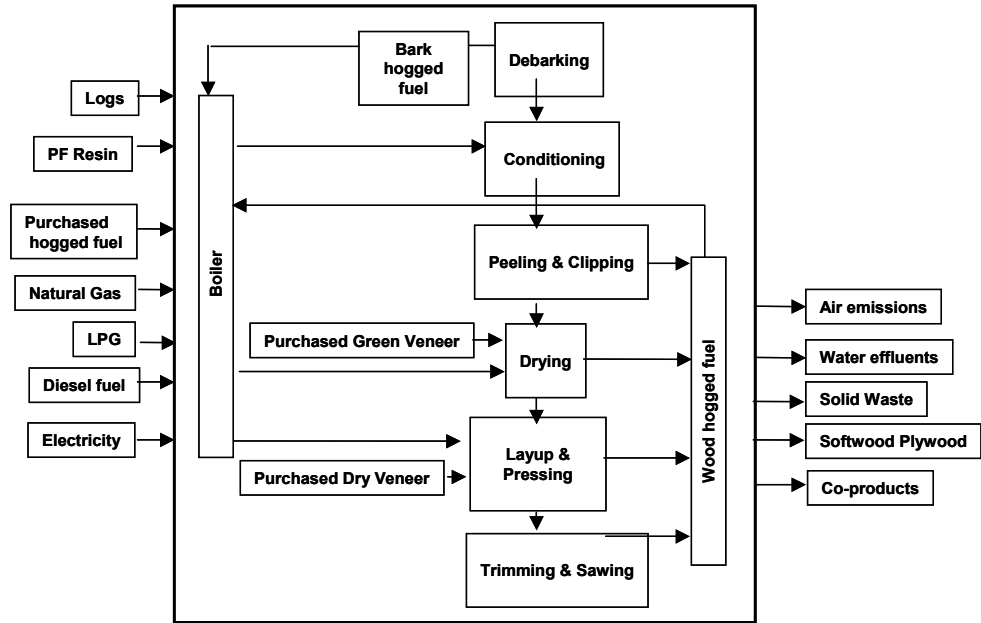 Logs
PF Resin
Purchased
hogged fuel
Natural Gas
LPG
Diesel fuel
Electricity
Boiler
Bark
hogged
fuel
Debarking
Conditioning
Peeling & Clipping
Purchased Green Veneer
Drying
Layup &
Pressing
Purchased Dry Veneer
Trimming & Sawing
Wood hogged fuel
Air emissions
Water effluents
Solid Waste
Softwood Plywood
Co-products